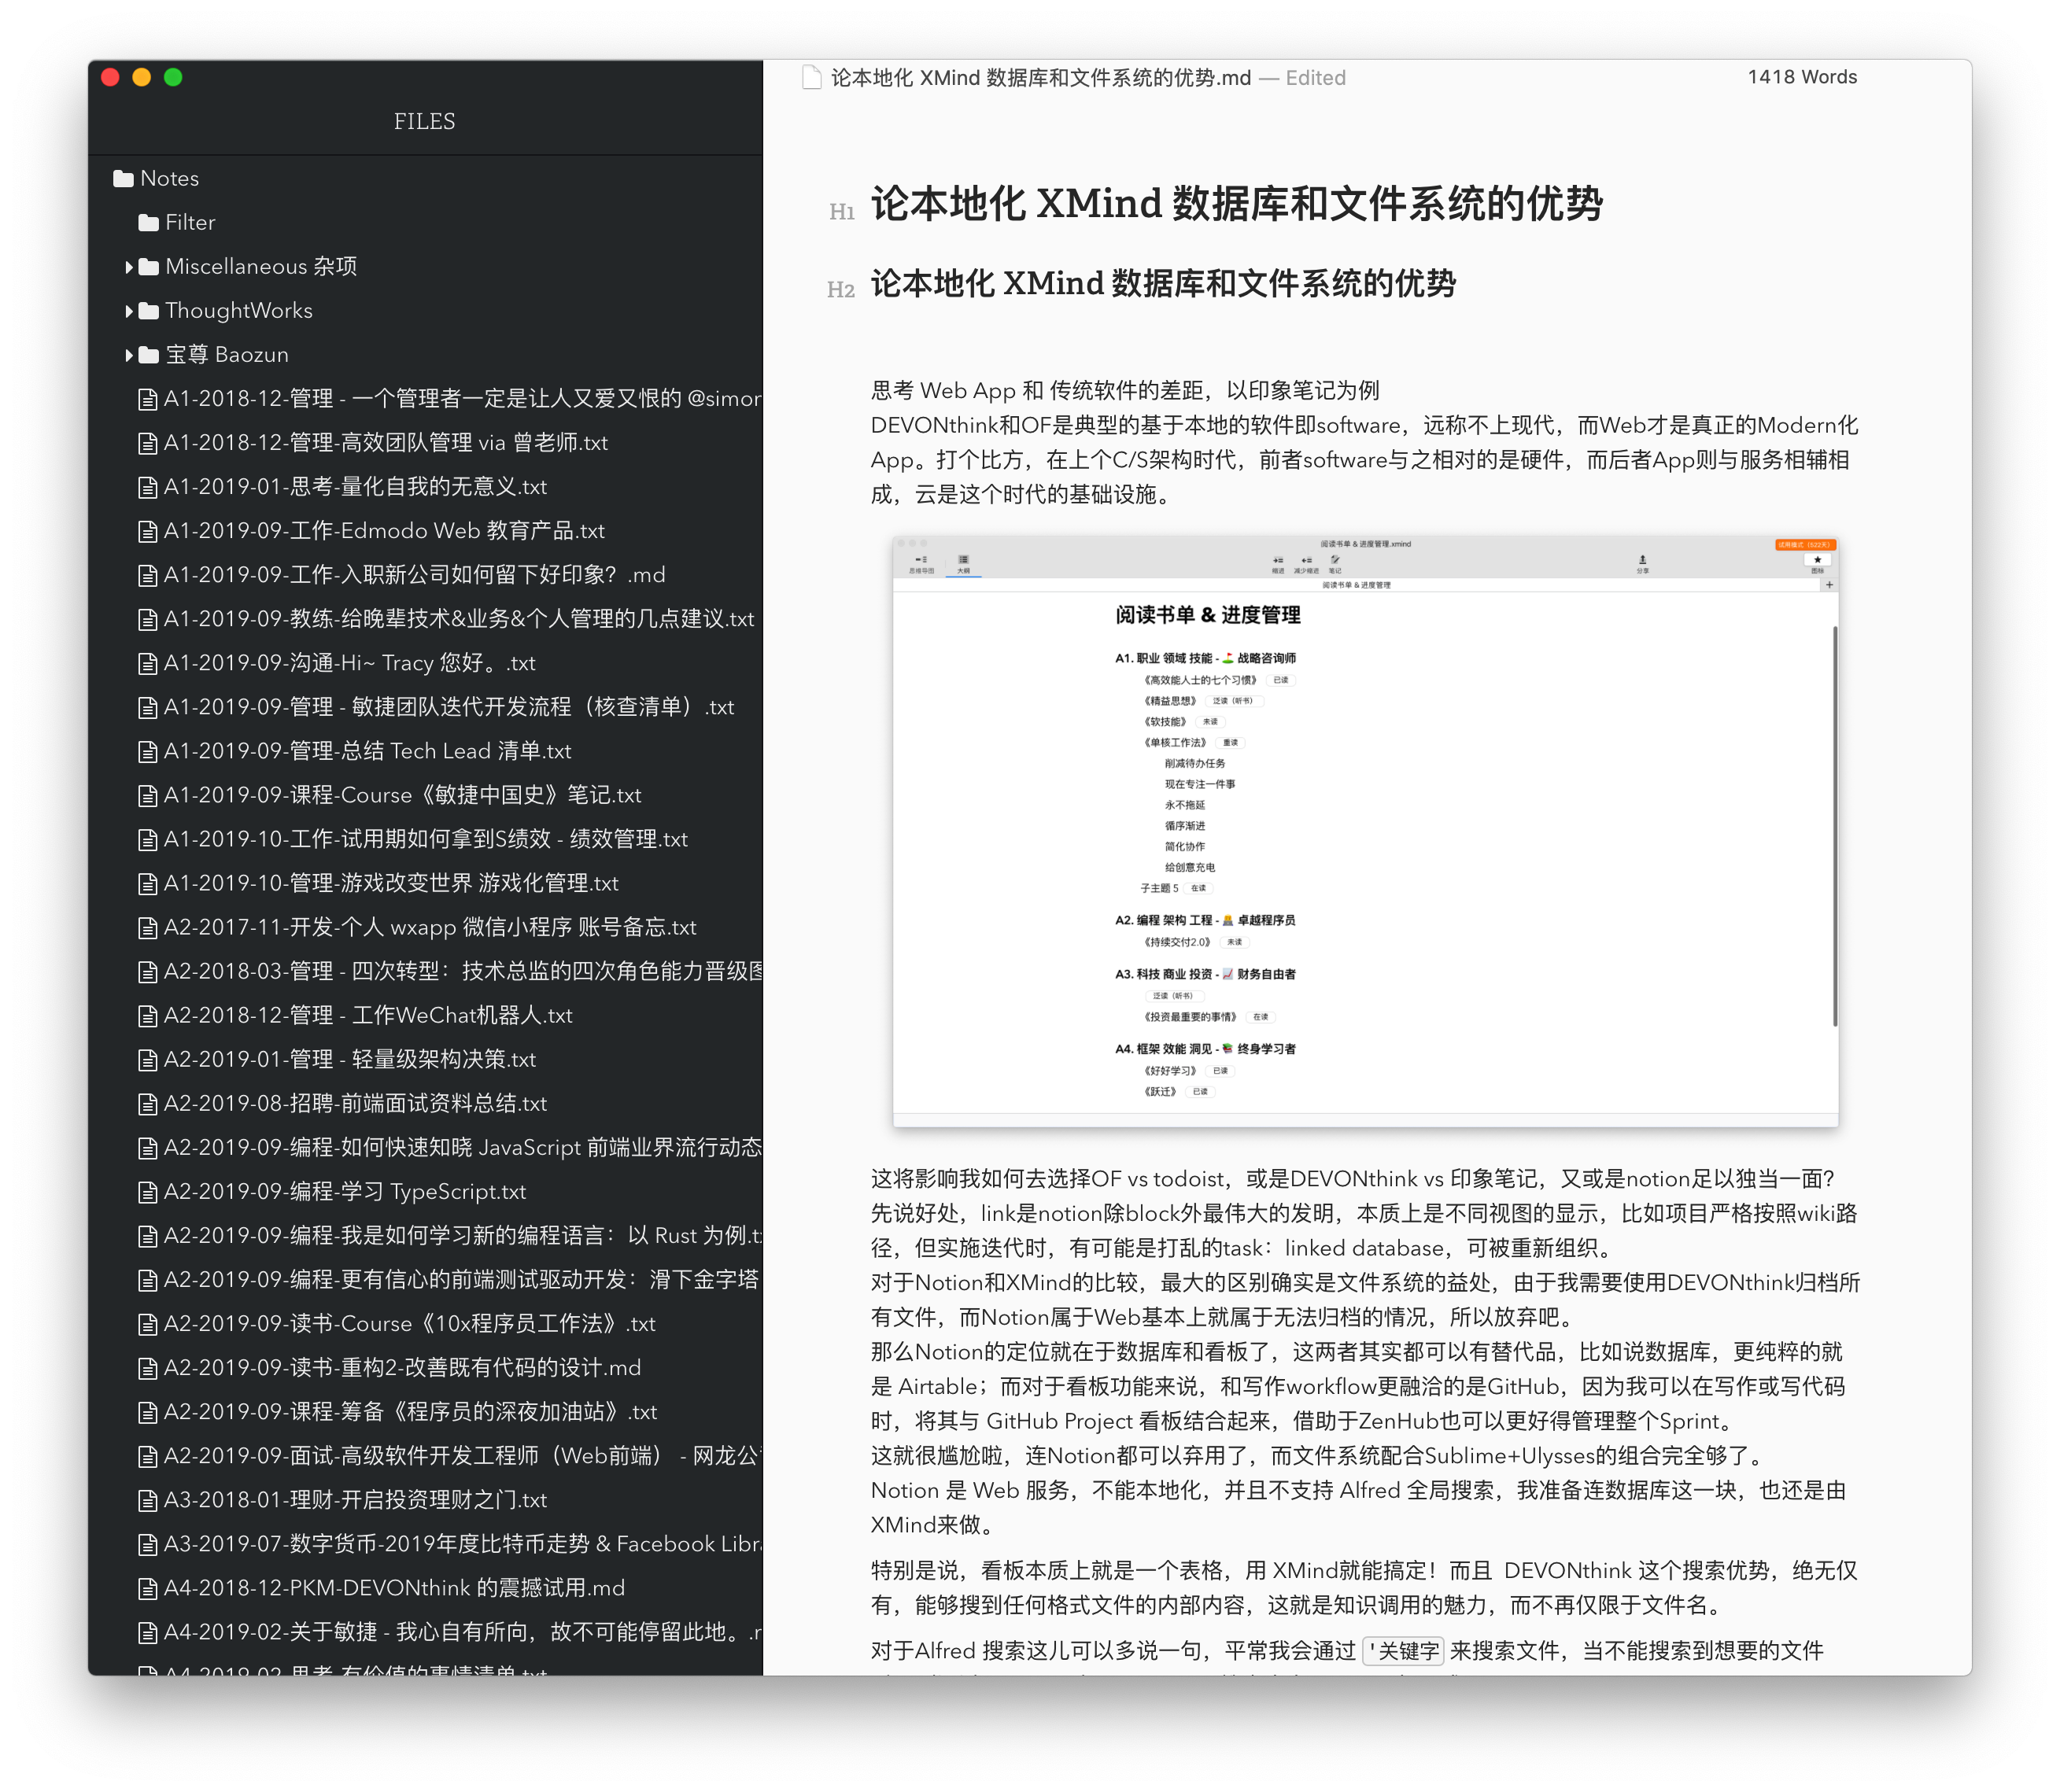 FILES
Notes
Filter
Miscellaneous 杂项
ThoughtWorks
宝尊 Baozun
A1-2018-12-管理 - 一个管理者一定是让人又爱又恨的 @simor
A1-2018-12-管理-高效团队管理 via 曾老师.txt
A1-2019-01-思考-量化自我的无意义.txt
A1-2019-09-工作-Edmodo Web 教育产品.txt
A1-2019-09-工作-入职新公司如何留下好印象？.md
A1-2019-09-教练-给晚辈技术&业务&个人管理的几点建议.txt
A1-2019-09-沟通-Hi~ Tracy 您好。.txt
A1-2019-09-管理 - 敏捷团队迭代开发流程（核查清单）.txt
A1-2019-09-管理-总结 Tech Lead 清单.txt
A1-2019-09-课程-Course《敏捷中国史》笔记.txt
A1-2019-10-工作-试用期如何拿到S绩效 - 绩效管理.txt
A1-2019-10-管理-游戏改变世界 游戏化管理.txt
A2-2017-11-开发-个人 wxapp 微信小程序 账号备忘.txt
A2-2018-03-管理 - 四次转型：技术总监的四次角色能力晋级图
A2-2018-12-管理 - 工作WeChat机器人.txt
A2-2019-01-管理 - 轻量级架构决策.txt
A2-2019-08-招聘-前端面试资料总结.txt
A2-2019-09-编程-如何快速知晓 JavaScript 前端业界流行动态
A2-2019-09-编程-学习 TypeScript.txt
A2-2019-09-编程-我是如何学习新的编程语言：以 Rust 为例.t
A2-2019-09-编程-更有信心的前端测试驱动开发：滑下金字塔
A2-2019-09-读书-Course《10x程序员工作法》.txt
A2-2019-09-读书-重构2-改善既有代码的设计.md
A2-2019-09-课程-筹备《程序员的深夜加油站》.txt
A2-2019-09-面试-高级软件开发工程师（Web前端） - 网龙公
A3-2018-01-理财-开启投资理财之门.txt
A3-2019-07-数字货币-2019年度比特币走势 & Facebook Libr
A4-2018-12-PKM-DEVONthink 的震撼试用.md
A4-2019-02-关于敏捷 - 我心自有所向，故不可能停留此地。.r
A4-2019-02-思考-有价值的事情清单.txt
论本地化 XMind 数据库和文件系统的优势.md — Edited
1418 Words
H1 论本地化 XMind 数据库和文件系统的优势
H2 论本地化 XMind 数据库和文件系统的优势
思考 Web App 和 传统软件的差距，以印象笔记为例
DEVONthink和OF是典型的基于本地的软件即software，远称不上现代，而Web才是真正的Modern化
App。打个比方，在上个C/S架构时代，前者software与之相对的是硬件，而后者App则与服务相辅相
成，云是这个时代的基础设施。
阅读书单 & 进度管理.xmind
试用模式（622天）
思维导图 大纲 缩进 减少缩进 笔记 分享 图标
阅读书单 & 进度管理
阅读书单 & 进度管理
A1. 职业 领域 技能 - ⛳ 战略咨询师
《高效能人士的七个习惯》 已读
《精益思想》 泛读（听书）
《软技能》 未读
《单核工作法》 重读
削减待办任务
现在专注一件事
永不拖延
循序渐进
简化协作
给创意充电
子主题 5 在读
A2. 编程 架构 工程 - 卓越程序员
《持续交付2.0》 未读
A3. 科技 商业 投资 - 📈 财务自由者
泛读（听书）
《投资最重要的事情》 在读
A4. 框架 效能 洞见 - 📚 终身学习者
《好好学习》 已读
《跃迁》 已读
这将影响我如何去选择OF vs todoist，或是DEVONthink vs 印象笔记，又或是notion足以独当一面？
先说好处，link是notion除block外最伟大的发明，本质上是不同视图的显示，比如项目严格按照wiki路
径，但实施迭代时，有可能是打乱的task：linked database，可被重新组织。
对于Notion和XMind的比较，最大的区别确实是文件系统的益处，由于我需要使用DEVONthink归档所
有文件，而Notion属于Web基本上就属于无法归档的情况，所以放弃吧。
那么Notion的定位就在于数据库和看板了，这两者其实都可以有替代品，比如说数据库，更纯粹的就
是 Airtable；而对于看板功能来说，和写作workflow更融洽的是GitHub，因为我可以在写作或写代码
时，将其与 GitHub Project 看板结合起来，借助于ZenHub也可以更好得管理整个Sprint。
这就很尴尬啦，连Notion都可以弃用了，而文件系统配合Sublime+Ulysses的组合完全够了。
Notion 是 Web 服务，不能本地化，并且不支持 Alfred 全局搜索，我准备连数据库这一块，也还是由
XMind来做。
特别是说，看板本质上就是一个表格，用 XMind就能搞定！而且 DEVONthink 这个搜索优势，绝无仅
有，能够搜到任何格式文件的内部内容，这就是知识调用的魅力，而不再仅限于文件名。
对于Alfred 搜索这儿可以多说一句，平常我会通过 '关键字 来搜索文件，当不能搜索到想要的文件